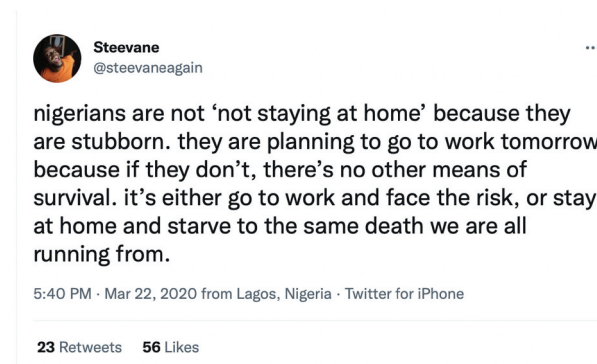 Steevane
@steevaneagain
nigerians are not ‘not staying at home’ because they
are stubborn. they are planning to go to work tomorrow
because if they don’t, there’s no other means of
survival. it’s either go to work and face the risk, or stay
at home and starve to the same death we are all
running from.
5:40 PM · Mar 22, 2020 from Lagos, Nigeria · Twitter for iPhone
23 Retweets 56 Likes